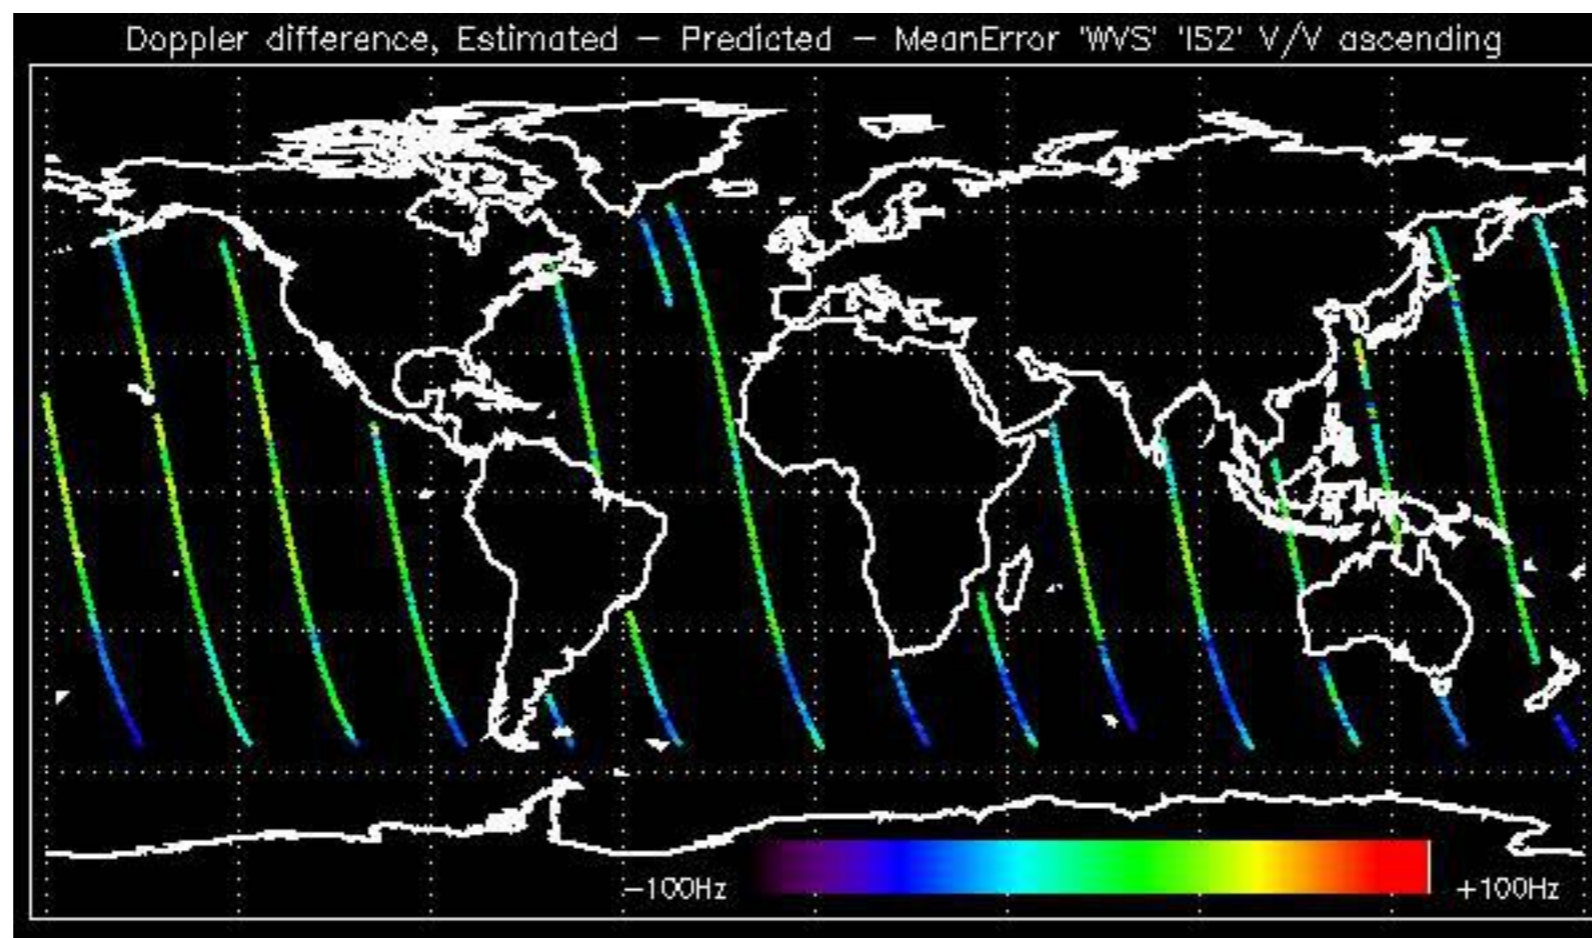 Doppler difference, Estimated – Predicted – MeanError 'WVS' 'IS2' V/V ascending
–100Hz
+100Hz